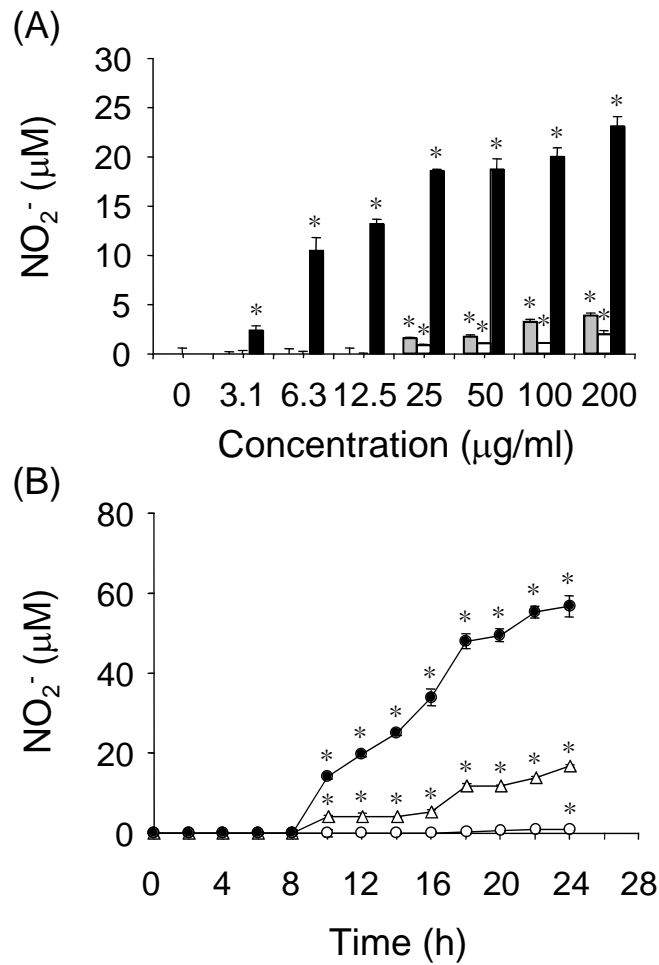 (A)
NO₂⁻ (μM)
30
25
20
15
10
5
0
* * * * * * * * * * * * * * *
0 3.1 6.3 12.5 25 50 100 200
Concentration (μg/ml)
(B)
NO₂⁻ (μM)
80
60
40
20
0
* * * * * * * * * * * * * * * * *
0 4 8 12 16 20 24 28
Time (h)